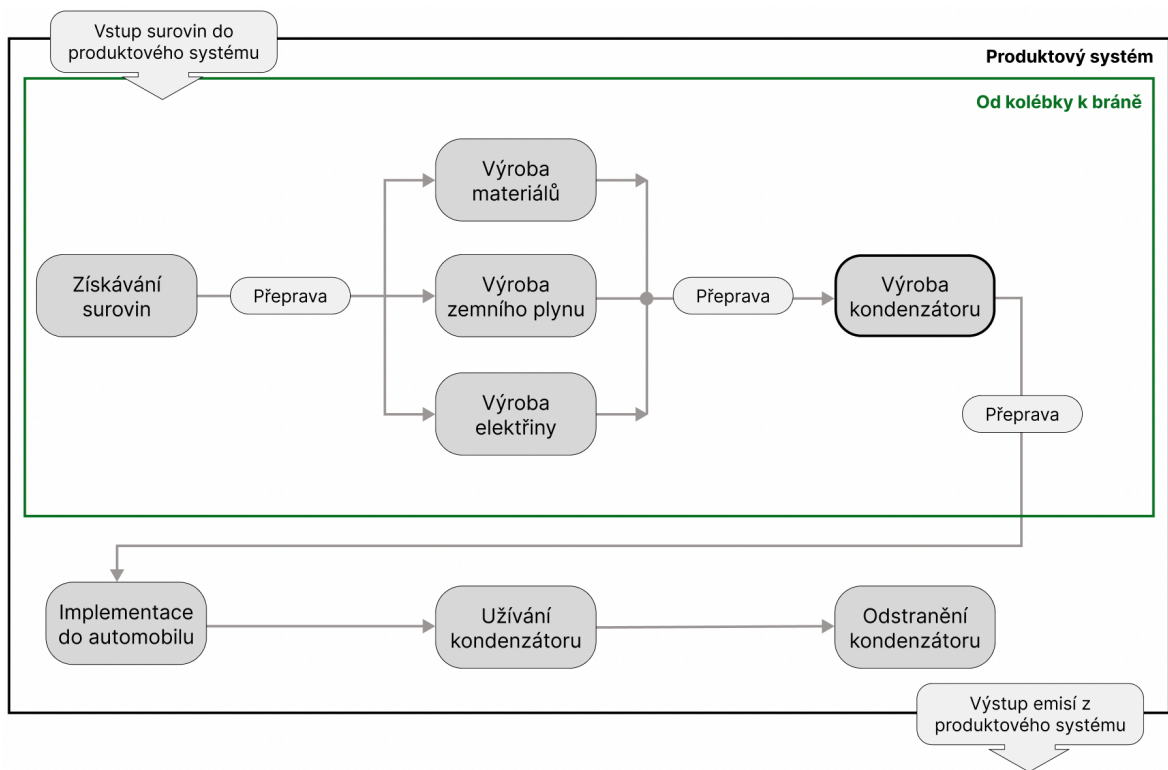 Vstup surovin do
produktového systému
Produktový systém
Od kolébky k bráně
Výroba
materiálů
Získávání
surovin
Přeprava
Výroba
zemního plynu
Přeprava
Výroba
kondenzátoru
Výroba
elektřiny
Přeprava
Implementace
do automobilu
Užívání
kondenzátoru
Odstranění
kondenzátoru
Výstup emisí z
produktového systému